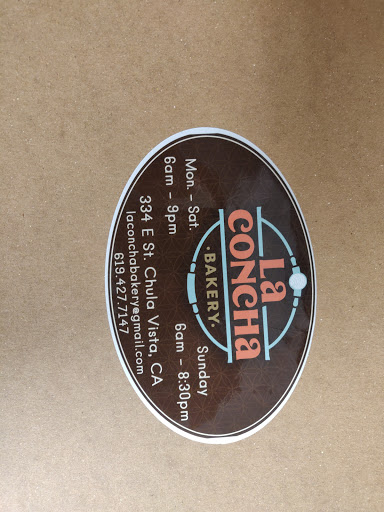 La
CONCHa
·BAKERY·
Mon. - Sat.
6am - 9pm
Sunday
6am - 8:30pm
334 E St. Chula Vista, CA
laconchabakery@gmail.com
619.427.7147